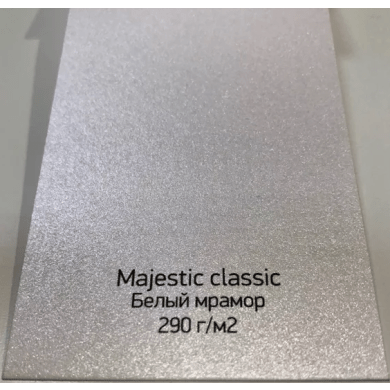 Majestic classic
Белый мрамор
290 г/м2